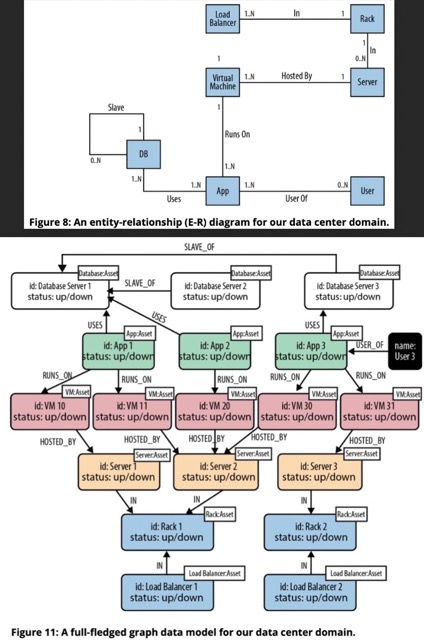 Load Balancer
1..N
In
1
Rack
1
In
0..N
1
Virtual Machine
1..N
Hosted By
1
Server
1
Slave
1
Runs On
DB
0..N
1..N
1..N
Uses
1..N
App
1..N
User Of
0..N
User
Figure 8: An entity-relationship (E-R) diagram for our data center domain.
SLAVE_OF
Database:Asset
id: Database Server 1
status: up/down
SLAVE_OF
Database:Asset
id: Database Server 2
status: up/down
Database:Asset
id: Database Server 3
status: up/down
USES
USES
USES
App:Asset
id: App 1
status: up/down
App:Asset
id: App 2
status: up/down
App:Asset
id: App 3
status: up/down
USER_OF
name:
User 3
RUNS_ON
RUNS_ON
RUNS_ON
RUNS_ON
RUNS_ON
VM:Asset
id: VM 10
status: up/down
VM:Asset
id: VM 11
status: up/down
VM:Asset
id: VM 20
status: up/down
VM:Asset
id: VM 30
status: up/down
VM:Asset
id: VM 31
status: up/down
HOSTED_BY
HOSTED_BY
HOSTED_BY
HOSTED_BY
HOSTED_BY
Server:Asset
id: Server 1
status: up/down
Server:Asset
id: Server 2
status: up/down
Server:Asset
id: Server 3
status: up/down
IN
IN
IN
Rack:Asset
id: Rack 1
status: up/down
Rack:Asset
id: Rack 2
status: up/down
IN
IN
Load Balancer:Asset
id: Load Balancer 1
status: up/down
Load Balancer:Asset
id: Load Balancer 2
status: up/down
Figure 11: A full-fledged graph data model for our data center domain.